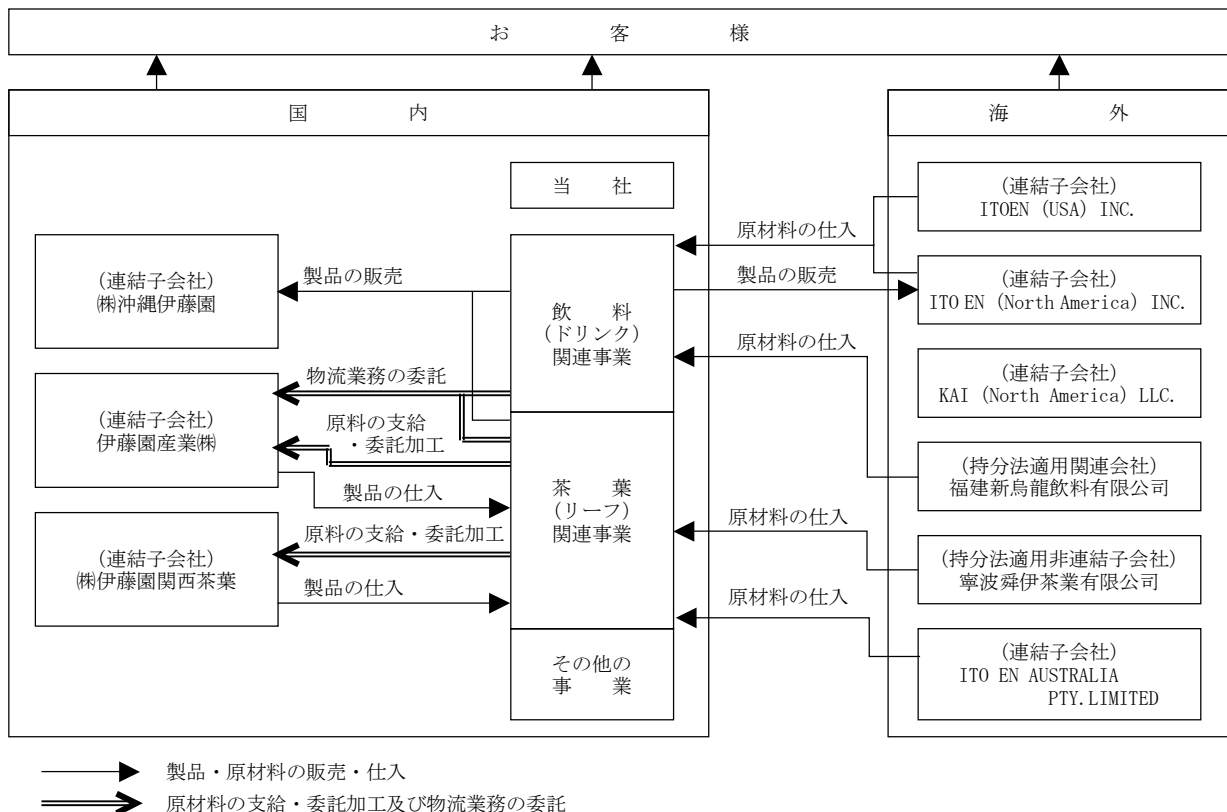 お 客 様
国 内
海 外
当 社
(連結子会社)
㈱沖縄伊藤園
製品の販売
飲 料
(ドリンク)
関連事業
原材料の仕入
製品の販売
原材料の仕入
(連結子会社)
ITOEN (USA) INC.
(連結子会社)
ITO EN (North America) INC.
(連結子会社)
KAI (North America) LLC.
(連結子会社)
伊藤園産業㈱
物流業務の委託
原料の支給
・委託加工
製品の仕入
茶 葉
(リーフ)
関連事業
(持分法適用関連会社)
福建新烏龍飲料有限公司
(連結子会社)
㈱伊藤園関西茶葉
原料の支給・委託加工
製品の仕入
原材料の仕入
(持分法適用非連結子会社)
寧波舜伊茶業有限公司
原材料の仕入
(連結子会社)
ITO EN AUSTRALIA
PTY.LIMITED
その他の
事 業
製品・原材料の販売・仕入
原材料の支給・委託加工及び物流業務の委託